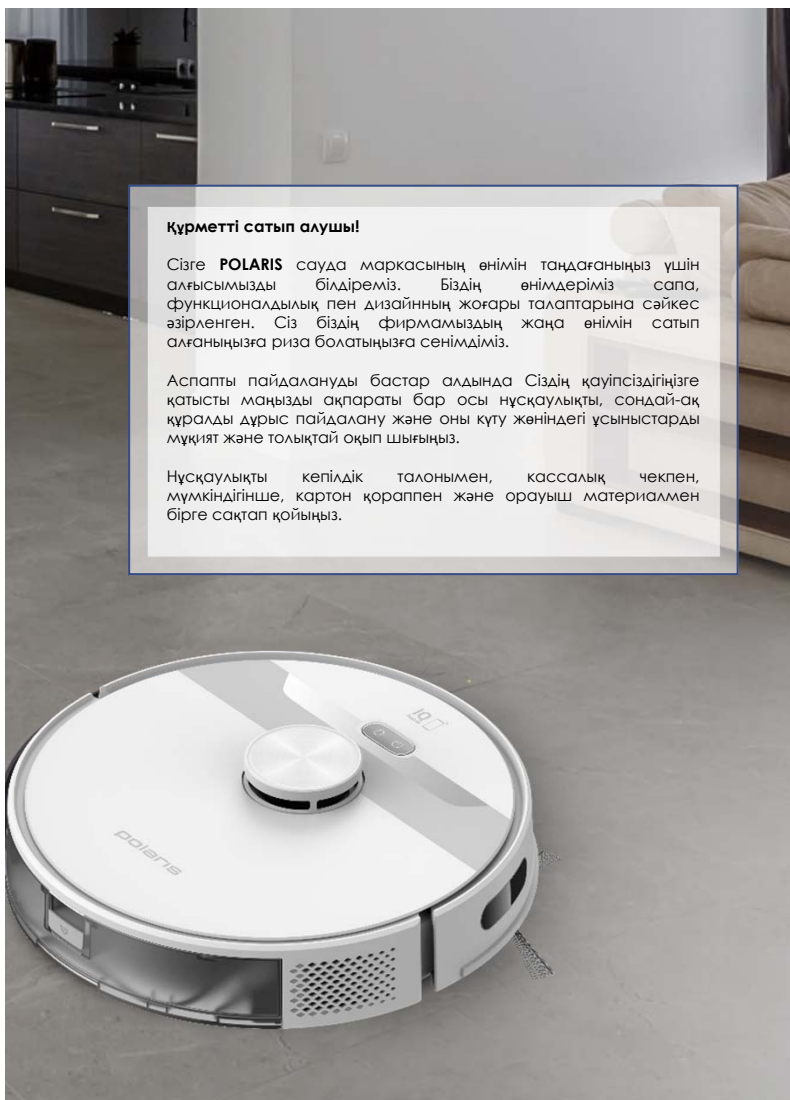 Құрметті сатып алушы!
Сізге POLARIS сауда маркасының өнімін таңдағаныңыз үшін
алғысымызды білдіреміз. Біздің өнімдеріміз сапа,
функционалдылық пен дизайнның жоғары талаптарына сәйкес
әзірленген. Сіз біздің фирмамыздың жаңа өнімін сатып
алғаныңызға риза болатыңызға сенімдіміз.
Аспапты пайдалануды бастар алдында Сіздің қауіпсіздігіңізге
қатысты маңызды ақпараты бар осы нұсқаулықты, сондай-ақ
құралды дұрыс пайдалану және оны күту жөніндегі ұсыныстарды
мұқият және толықтай оқып шығыңыз.
Нұсқаулықты кепілдік талонымен, кассалық чекпен,
мүмкіндігінше, картон қораппен және орауыш материалмен
бірге сақтап қойыңыз.
IQ
polaris